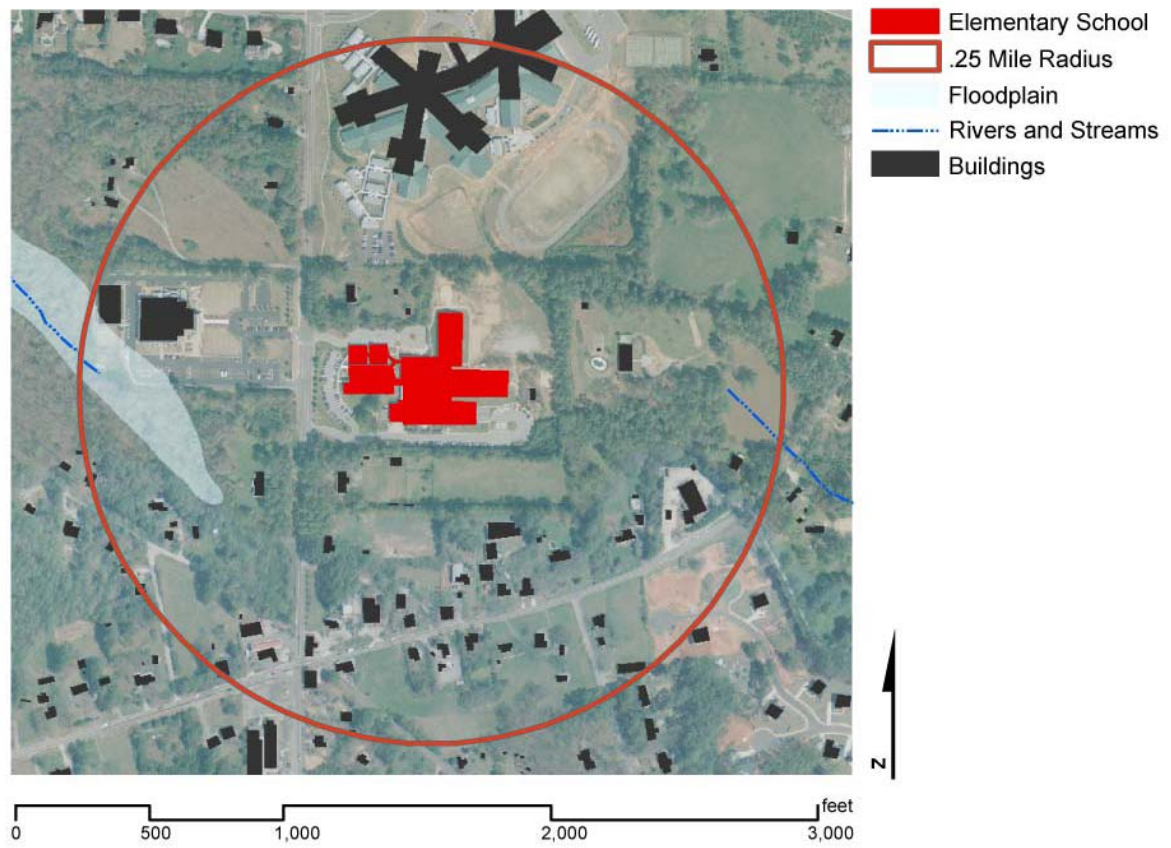 Elementary School
.25 Mile Radius
Floodplain
Rivers and Streams
Buildings
N
feet
0 500 1,000 2,000 3,000